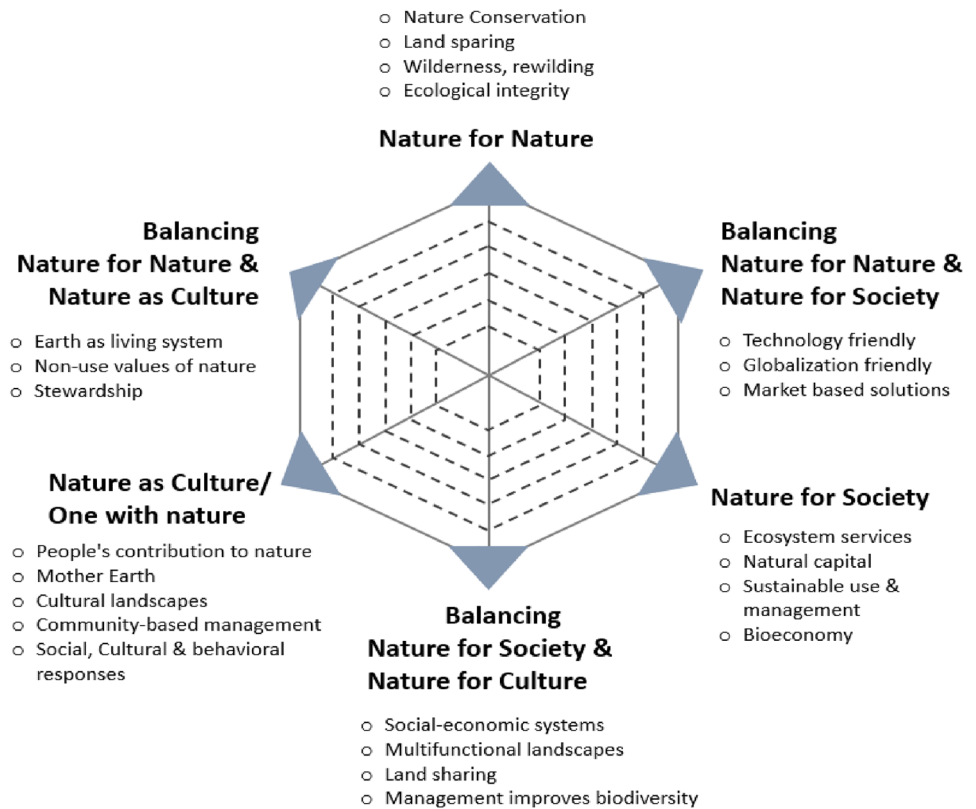 o Nature Conservation
o Land sparing
o Wilderness, rewilding
o Ecological integrity
Nature for Nature
Balancing
Nature for Nature &
Nature as Culture
o Earth as living system
o Non-use values of nature
o Stewardship
Balancing
Nature for Nature &
Nature for Society
o Technology friendly
o Globalization friendly
o Market based solutions
Nature as Culture/
One with nature
o People's contribution to nature
o Mother Earth
o Cultural landscapes
o Community-based management
o Social, Cultural & behavioral
responses
Nature for Society
o Ecosystem services
o Natural capital
o Sustainable use &
management
o Bioeconomy
Balancing
Nature for Society &
Nature for Culture
o Social-economic systems
o Multifunctional landscapes
o Land sharing
o Management improves biodiversity